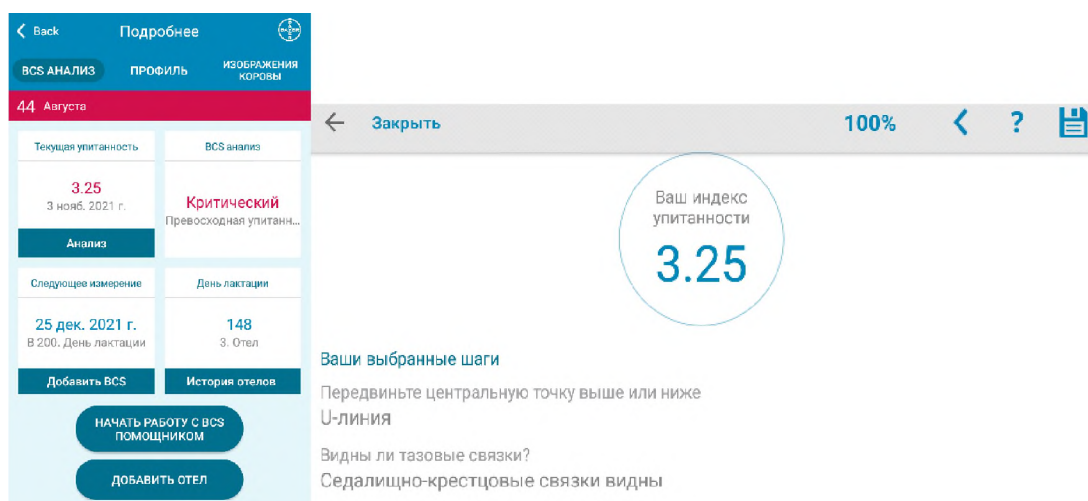 Back
Подробнее
BAYER
BCS АНАЛИЗ
ПРОФИЛЬ
ИЗОБРАЖЕНИЯ
КОРОВЫ
44 Августа
Текущая упитанность
3.25
3 нояб. 2021 г.
Анализ
BCS анализ
Критический
Превосходная упитанн...
Следующее измерение
25 дек. 2021 г.
В 200. День лактации
Добавить BCS
День лактации
148
3. Отел
История отелов
НАЧАТЬ РАБОТУ С BCS
ПОМОЩНИКОМ
ДОБАВИТЬ ОТЕЛ
Закрыть
100%
?
Ваш индекс
упитанности
3.25
Ваши выбранные шаги
Передвиньте центральную точку выше или ниже
U-линия
Видны ли тазовые связки?
Седалищно-крестцовые связки видны